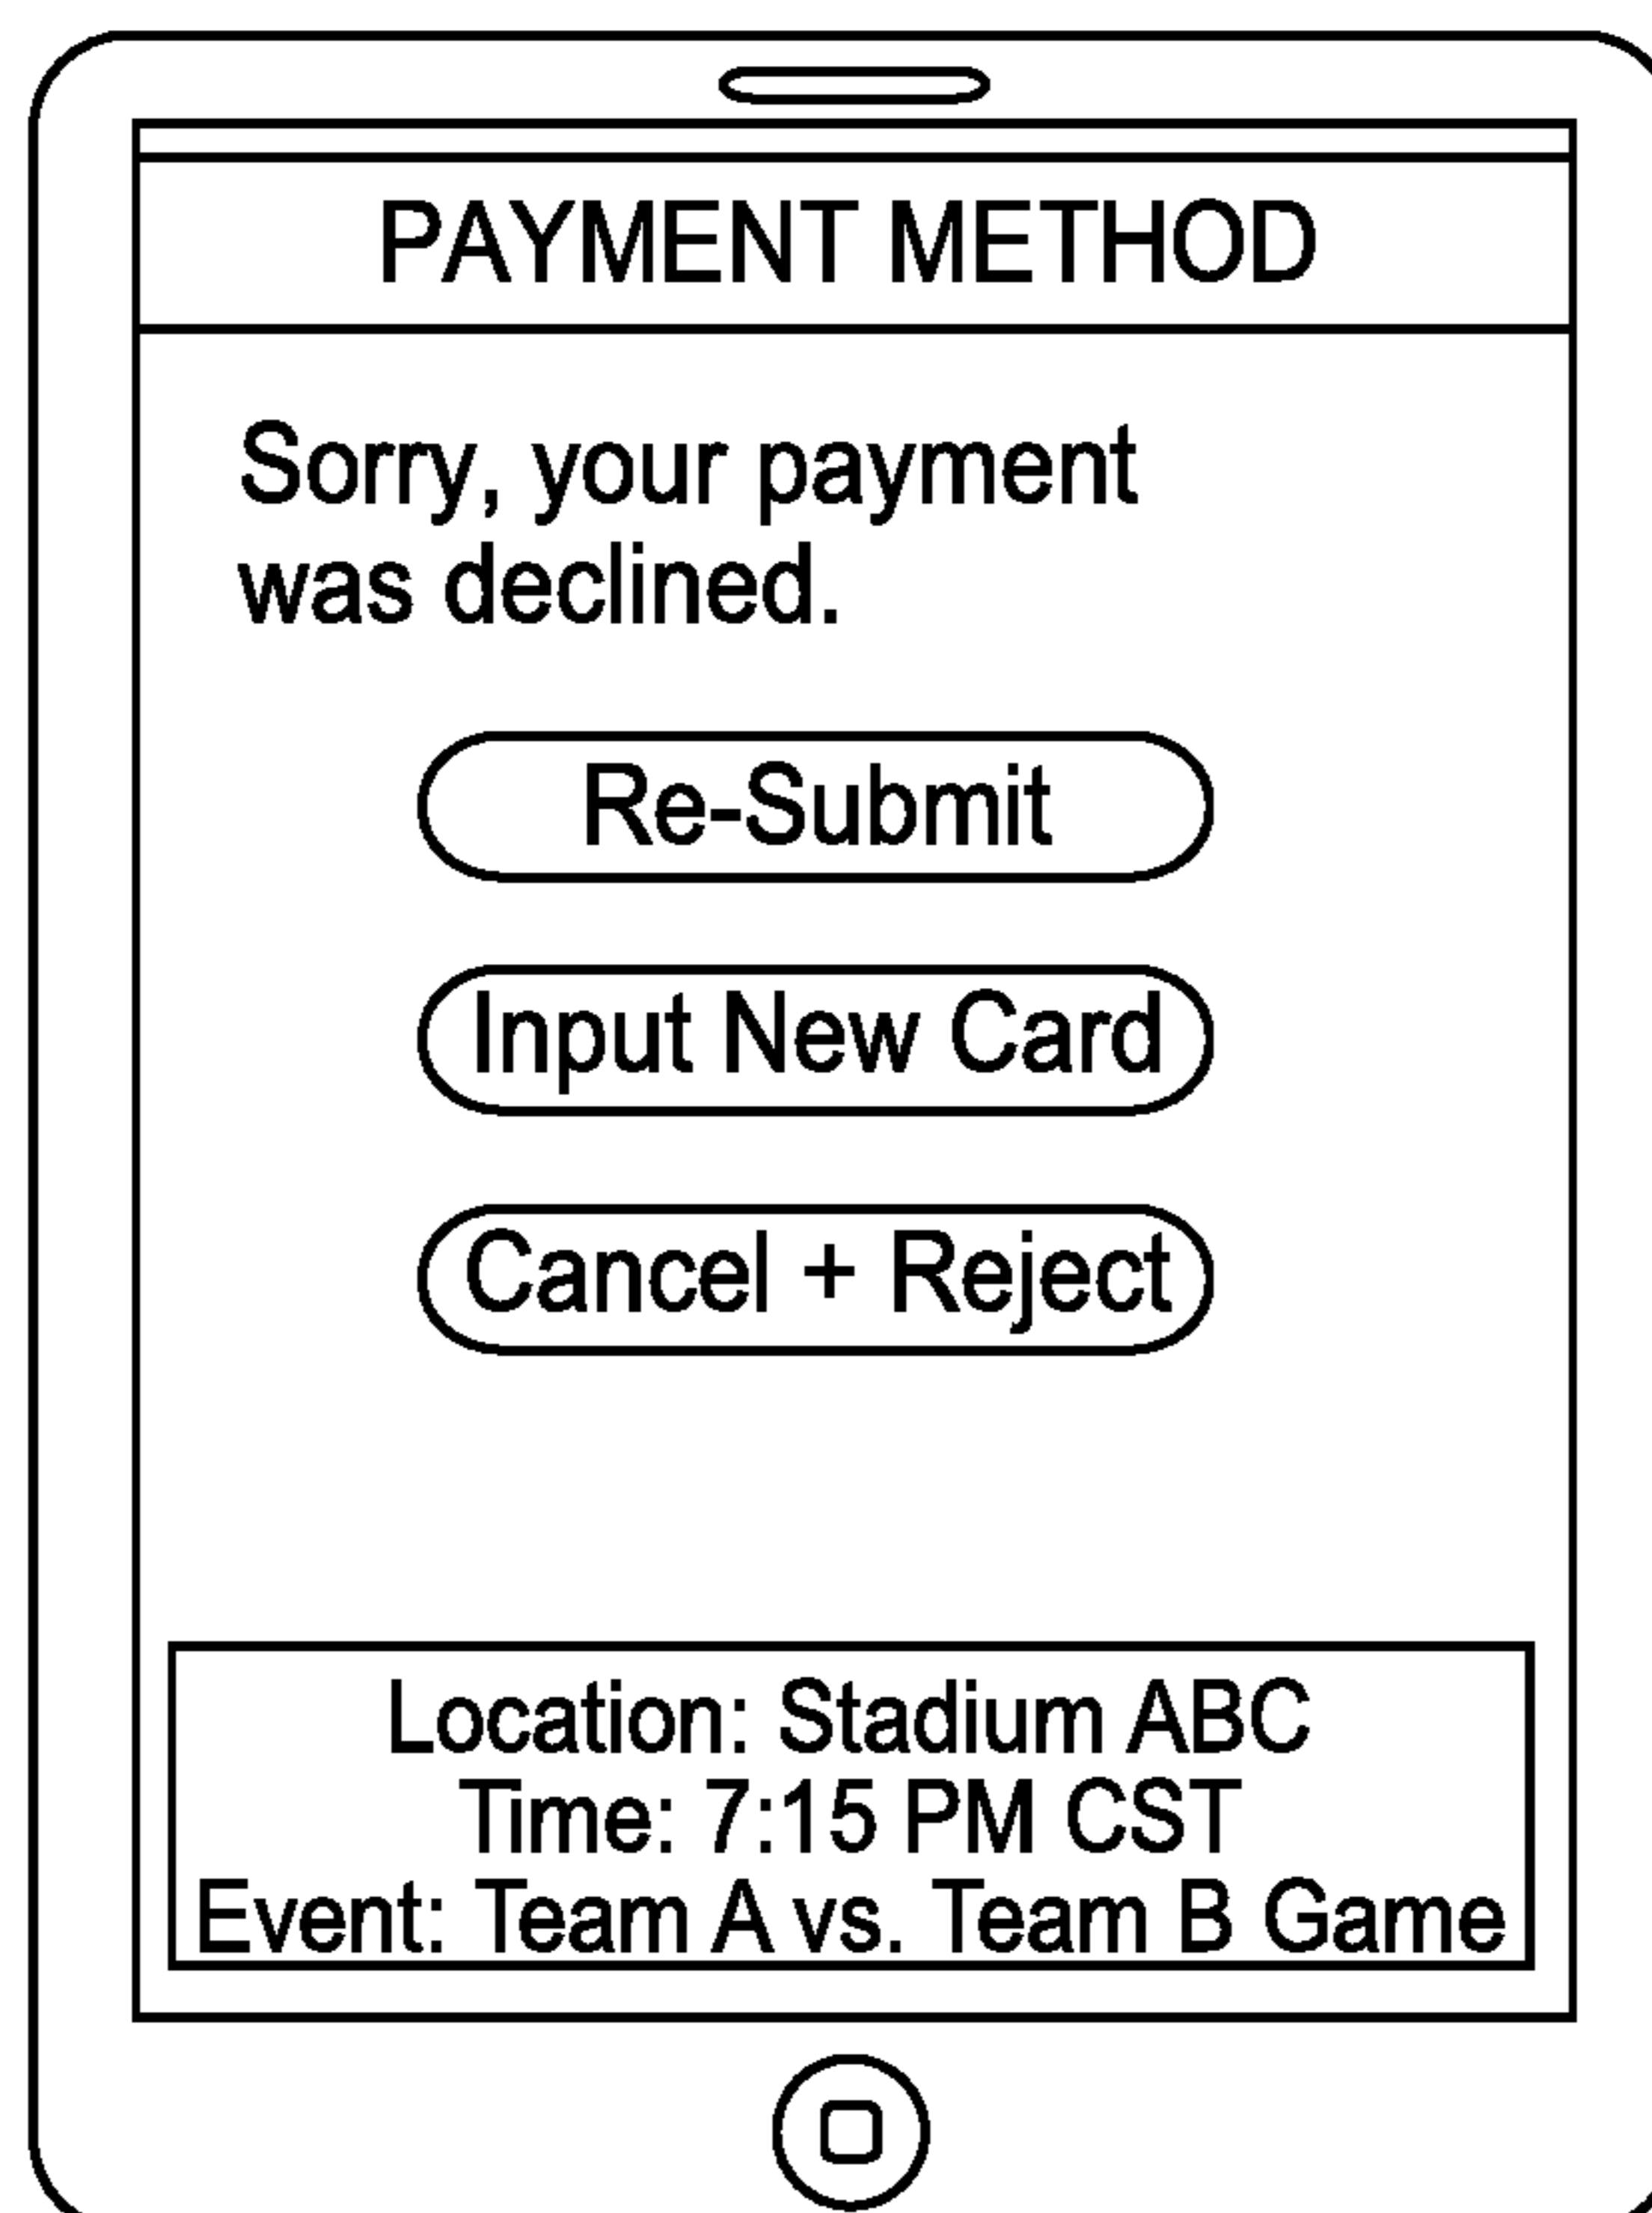 PAYMENT METHOD
Sorry, your payment
was declined.
Re-Submit
Input New Card
Cancel + Reject
Location: Stadium ABC
Time: 7:15 PM CST
Event: Team A vs. Team B Game